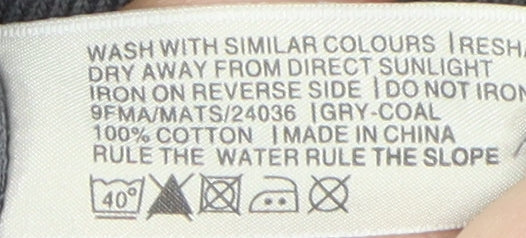 WASH WITH SIMILAR COLOURS | RESHA
DRY AWAY FROM DIRECT SUNLIGHT
IRON ON REVERSE SIDE | DO NOT IRON
9FMA/MATS/24036 | GRY-COAL
100% COTTON | MADE IN CHINA
RULE THE WATER RULE THE SLOPE
40°